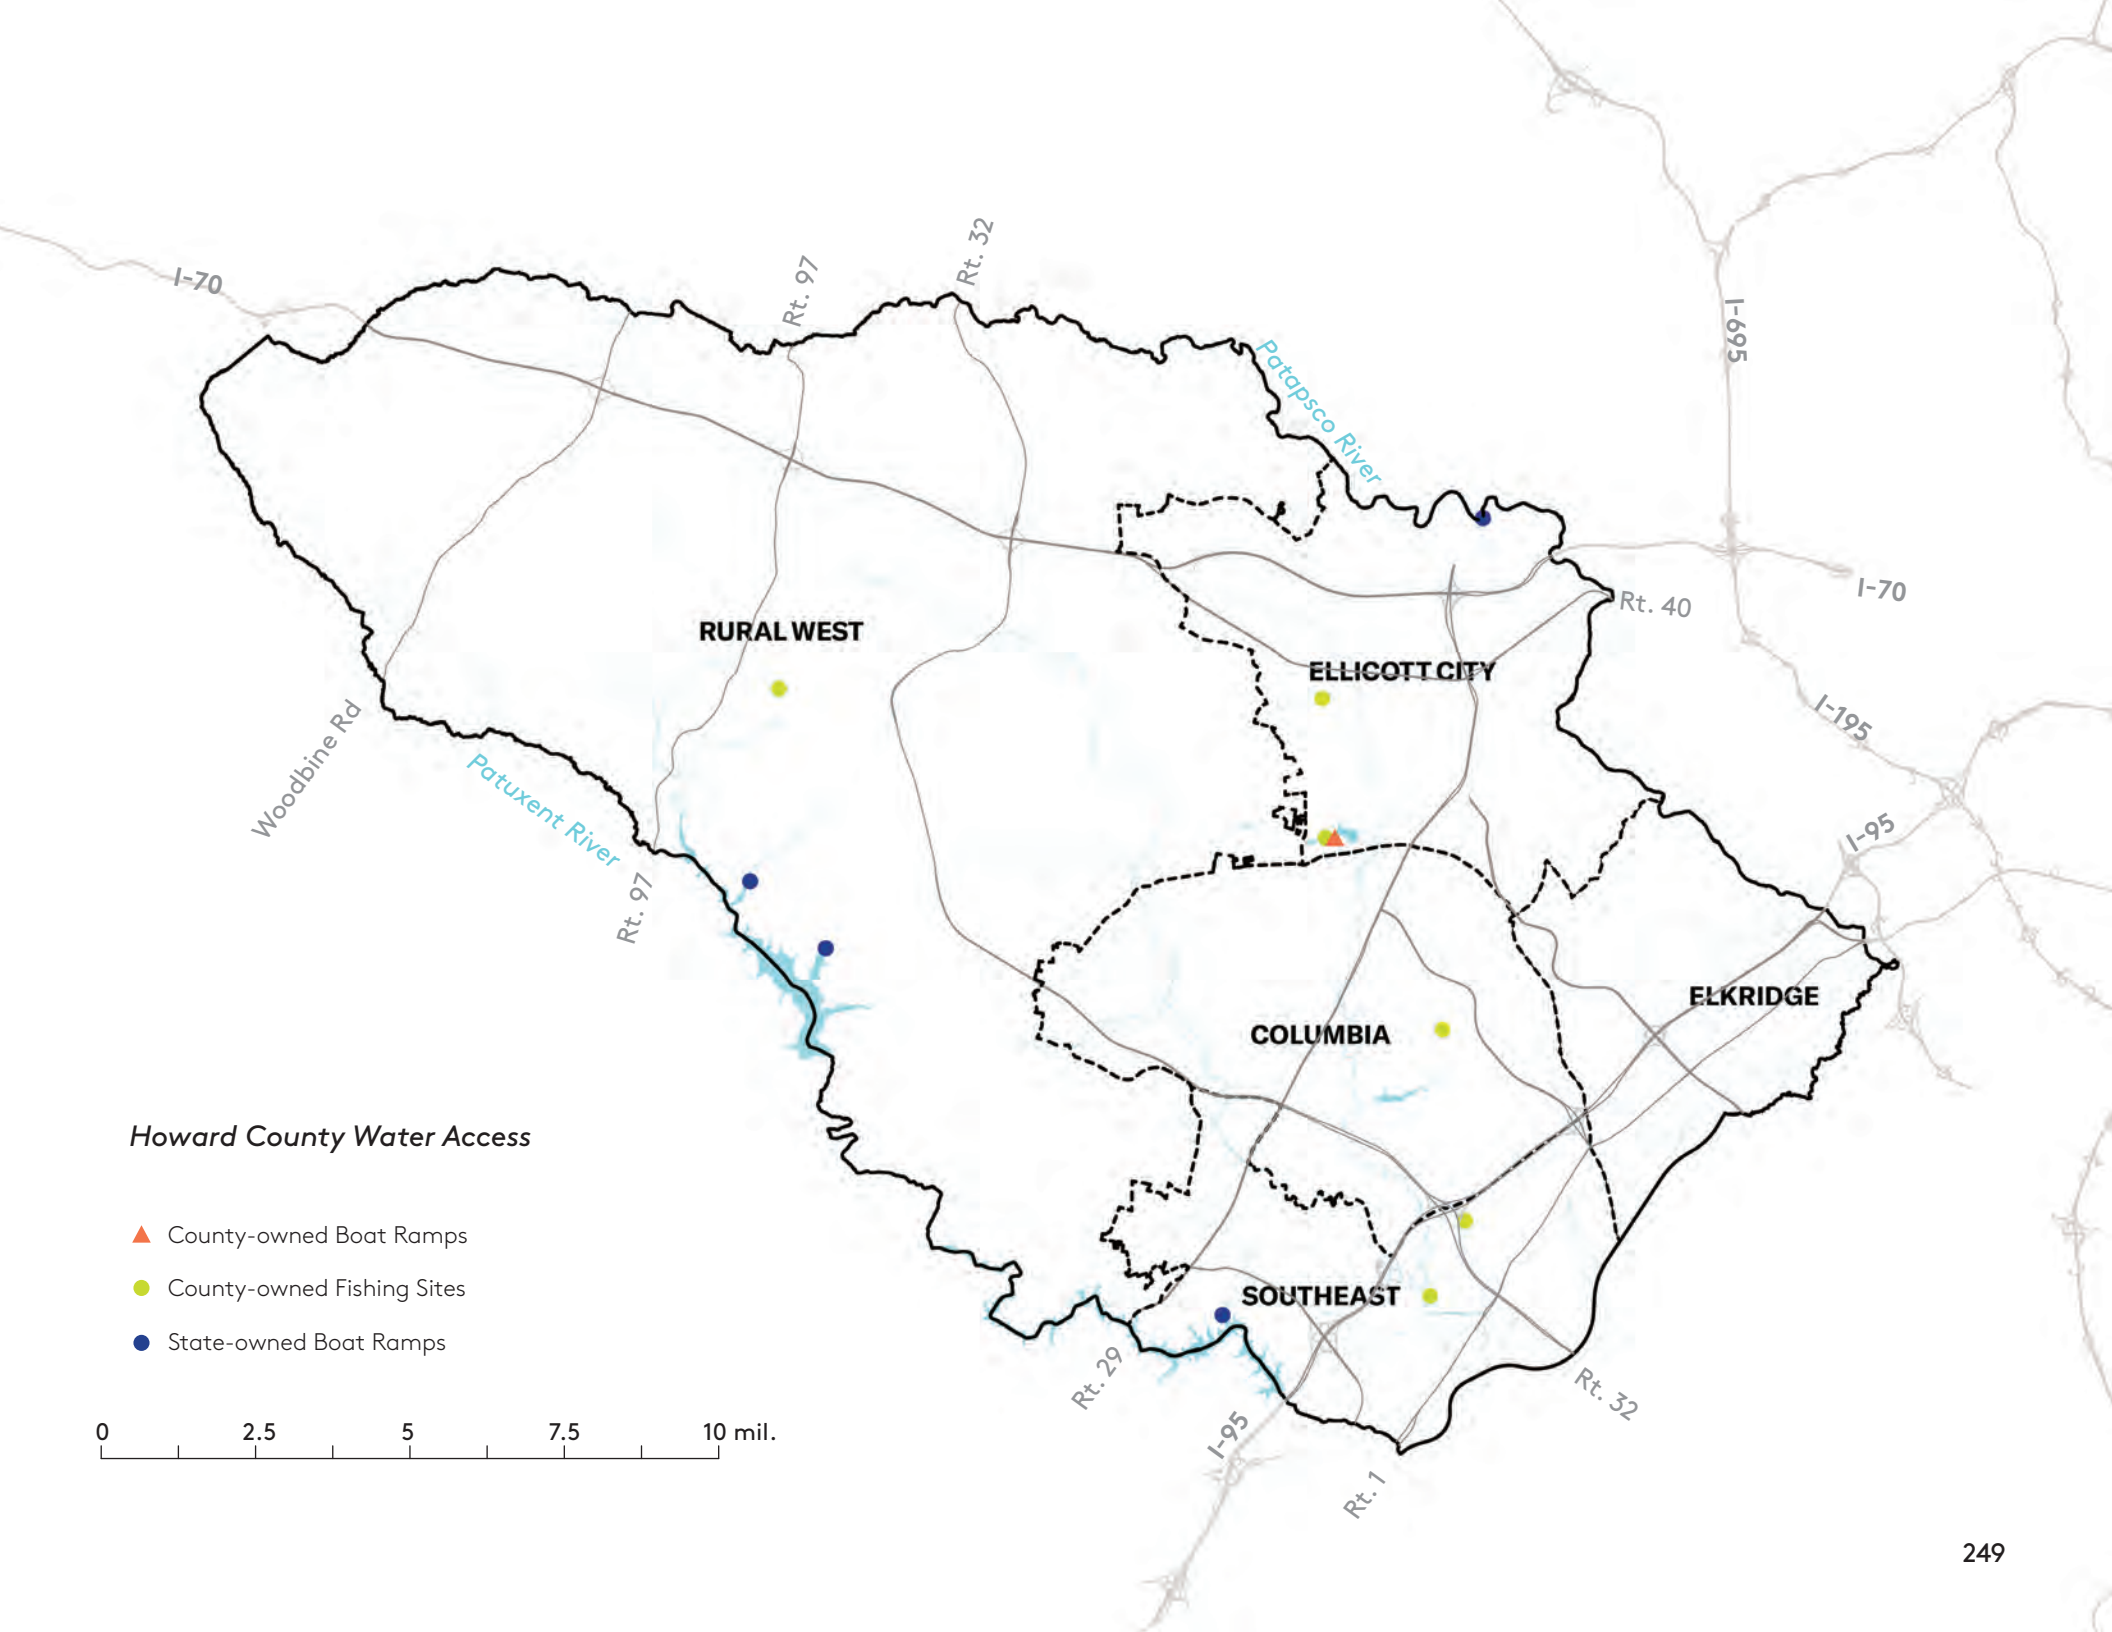 Rt. 32
Rt. 97
I-70
I-695
Patapsco River
I-70
Rt. 40
RURAL WEST
ELLICOTT CITY
I-195
Woodbine Rd
Patuxent River
I-95
Rt. 97
ELKRIDGE
COLUMBIA
Howard County Water Access
County-owned Boat Ramps
County-owned Fishing Sites
State-owned Boat Ramps
SOUTHEAST
Rt. 29
Rt. 32
I-95
Rt. 1
0 2.5 5 7.5 10 mil.
249